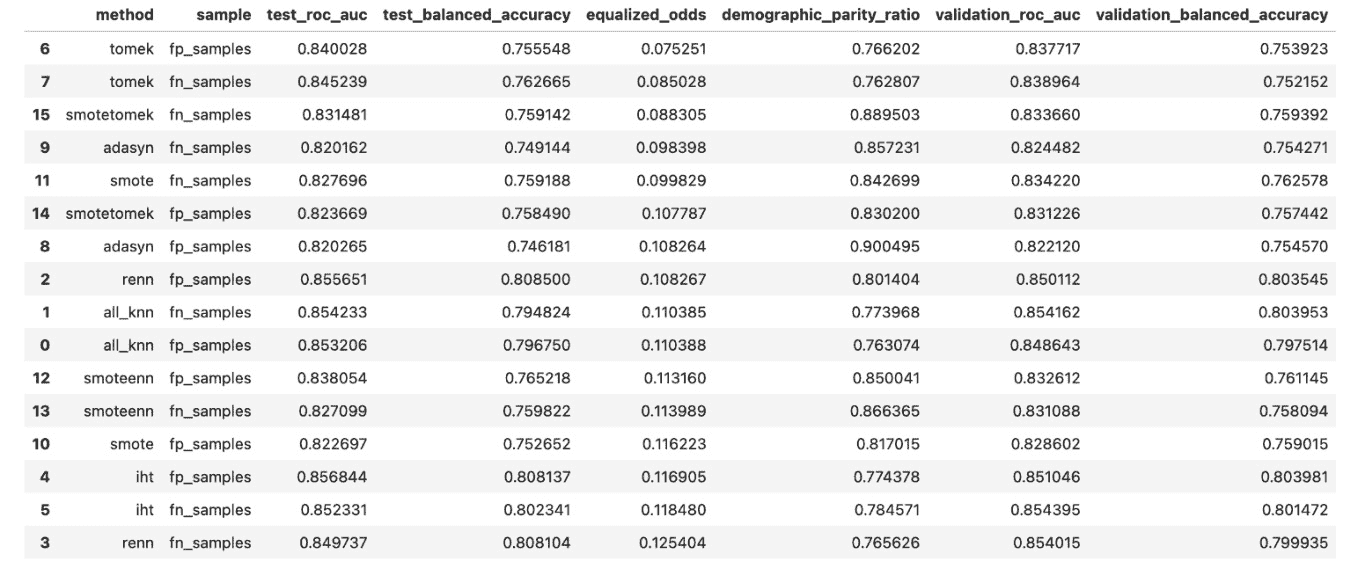 method sample test_roc_auc test_balanced_accuracy equalized_odds demographic_parity_ratio validation_roc_auc validation_balanced_accuracy
6 tomek fp_samples 0.840028 0.755548 0.075251 0.766202 0.837717 0.753923
7 tomek fn_samples 0.845239 0.762665 0.085028 0.762807 0.838964 0.752152
15 smotetomek fn_samples 0.831481 0.759142 0.088305 0.889503 0.833660 0.759392
9 adasyn fn_samples 0.820162 0.749144 0.098398 0.857231 0.824482 0.754271
11 smote fn_samples 0.827696 0.759188 0.099829 0.842699 0.834220 0.762578
14 smotetomek fp_samples 0.823669 0.758490 0.107787 0.830200 0.831226 0.757442
8 adasyn fp_samples 0.820265 0.746181 0.108264 0.900495 0.822120 0.754570
2 renn fp_samples 0.855651 0.808500 0.108267 0.801404 0.850112 0.803545
1 all_knn fn_samples 0.854233 0.794824 0.110385 0.773968 0.854162 0.803953
0 all_knn fp_samples 0.853206 0.796750 0.110388 0.763074 0.848643 0.797514
12 smoteenn fp_samples 0.838054 0.765218 0.113160 0.850041 0.832612 0.761145
13 smoteenn fn_samples 0.827099 0.759822 0.113989 0.866365 0.831088 0.758094
10 smote fp_samples 0.822697 0.752652 0.116223 0.817015 0.828602 0.759015
4 iht fp_samples 0.856844 0.808137 0.116905 0.774378 0.851046 0.803981
5 iht fn_samples 0.852331 0.802341 0.118480 0.784571 0.854395 0.801472
3 renn fn_samples 0.849737 0.808104 0.125404 0.765626 0.854015 0.799935